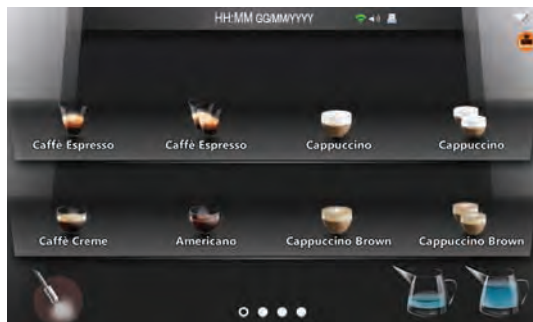 HH:MM GG/MM/YYYY
Caffè Espresso Caffè Espresso Cappuccino Cappuccino
Caffè Creme Americano Cappuccino Brown Cappuccino Brown